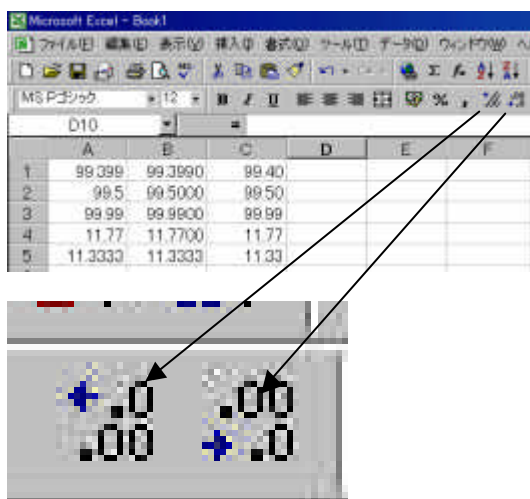 Microsoft Excel - Book1
ファイル(F) 編集(E) 表示(V) 挿入(I) 書式(O) ツール(T) データ(D) ウィンドウ(W)
MS Pゴシック 12 B I U % ,
D10 =
A B C D E F
1 99.399 99.3990 99.40
2 99.5 99.5000 99.50
3 99.99 99.9900 99.99
4 11.77 11.7700 11.77
5 11.3333 11.3333 11.33
.0 .00
.00 .0